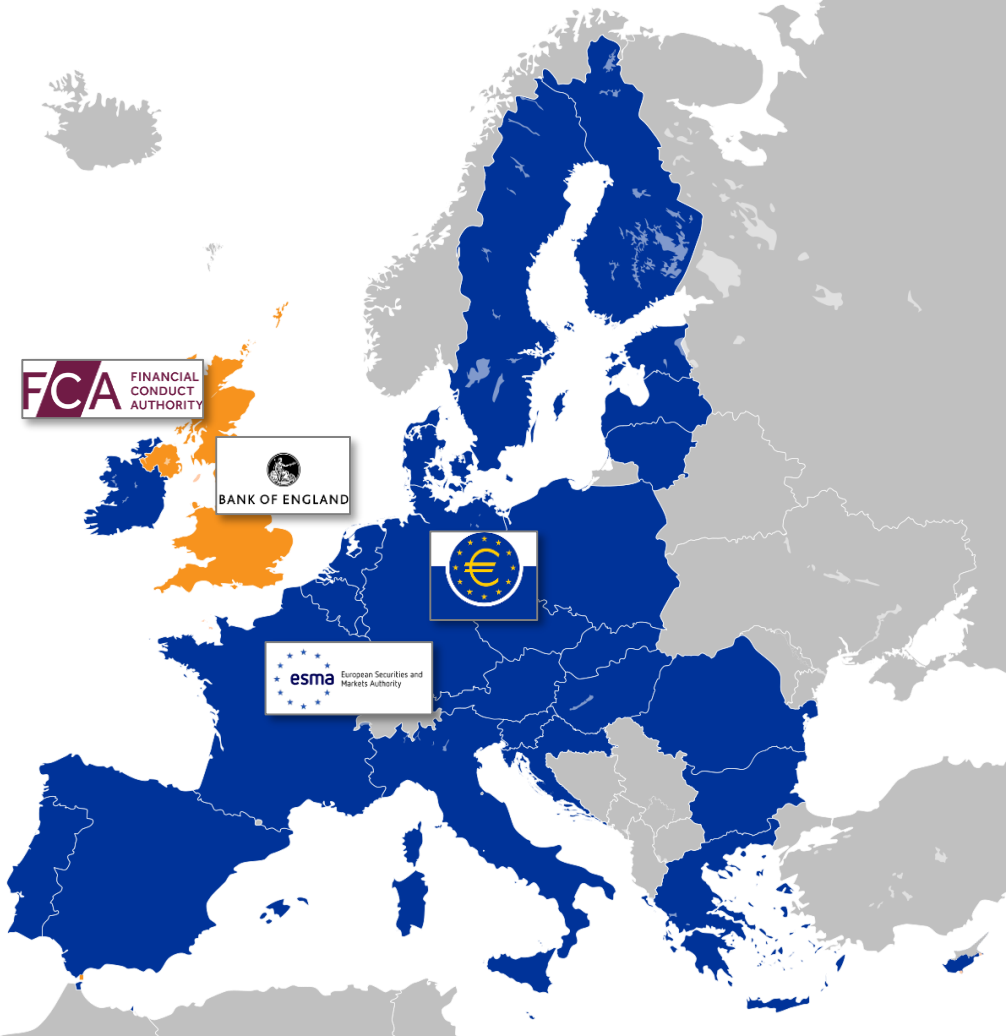 FCA FINANCIAL
CONDUCT
AUTHORITY
BANK OF ENGLAND
€
esma European Securities and
Markets Authority